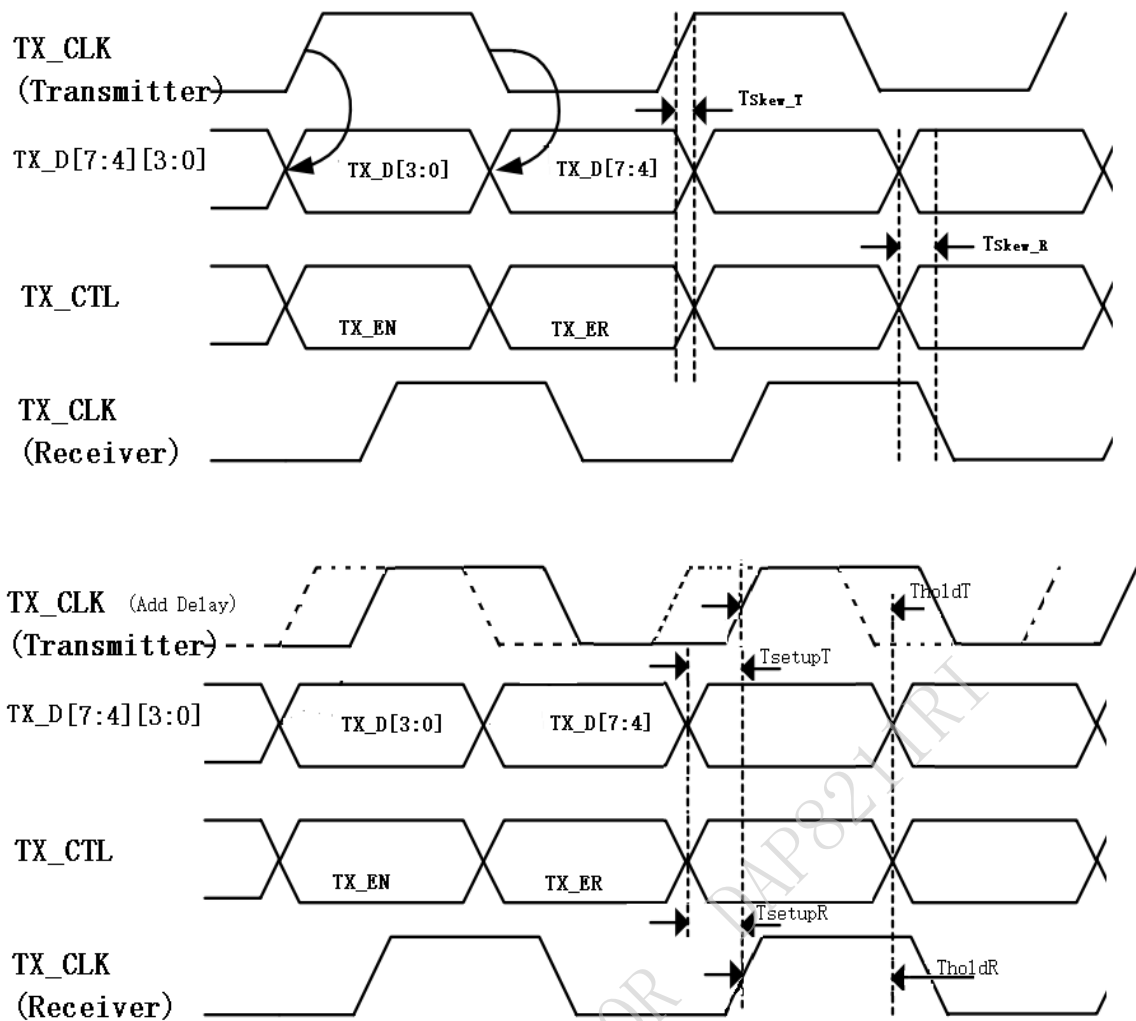 TX_CLK
(Transmitter)
TSkew_T
TX_D[7:4][3:0]
TX_D[3:0]
TX_D[7:4]
TSkew_R
TX_CTL
TX_EN
TX_ER
TX_CLK
(Receiver)
TX_CLK (Add Delay)
(Transmitter)
TholdT
TsetupT
TX_D[7:4][3:0]
TX_D[3:0]
TX_D[7:4]
TX_CTL
TX_EN
TX_ER
TsetupR
TX_CLK
(Receiver)
TholdR
OR DAP8211RI